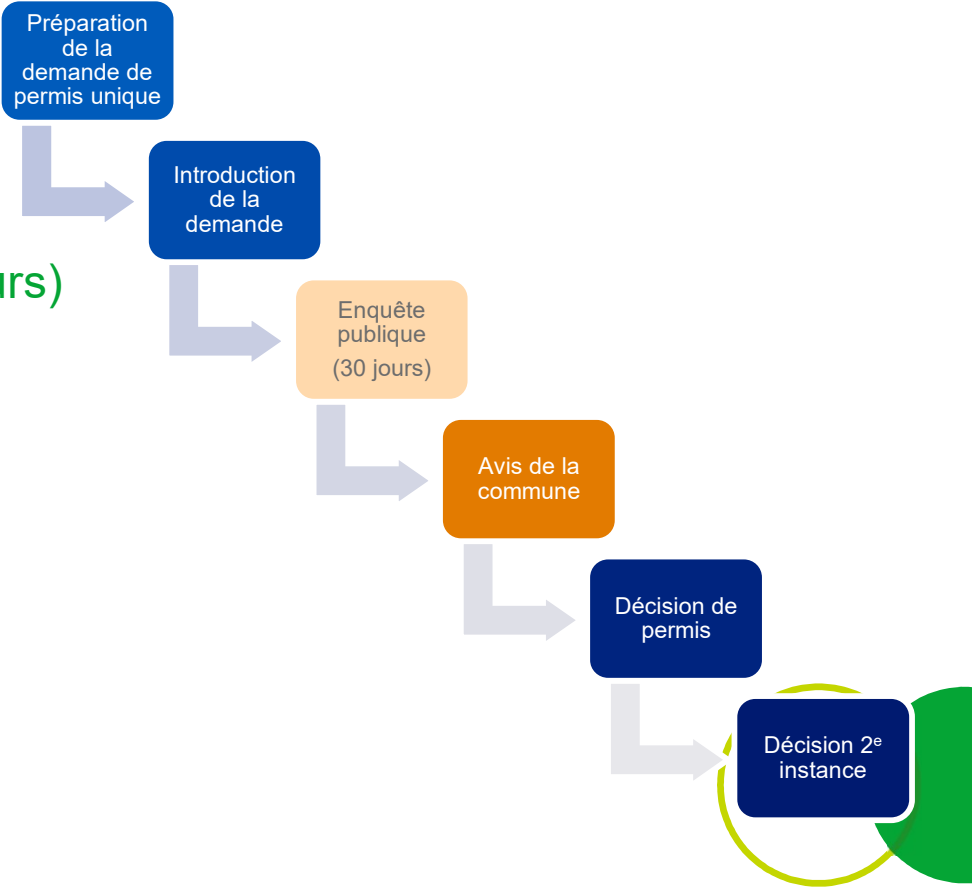 Préparation
de la
demande de
permis unique
Introduction
de la
demande
urs)
Enquête
publique
(30 jours)
Avis de la
commune
Décision de
permis
Décision 2e
instance